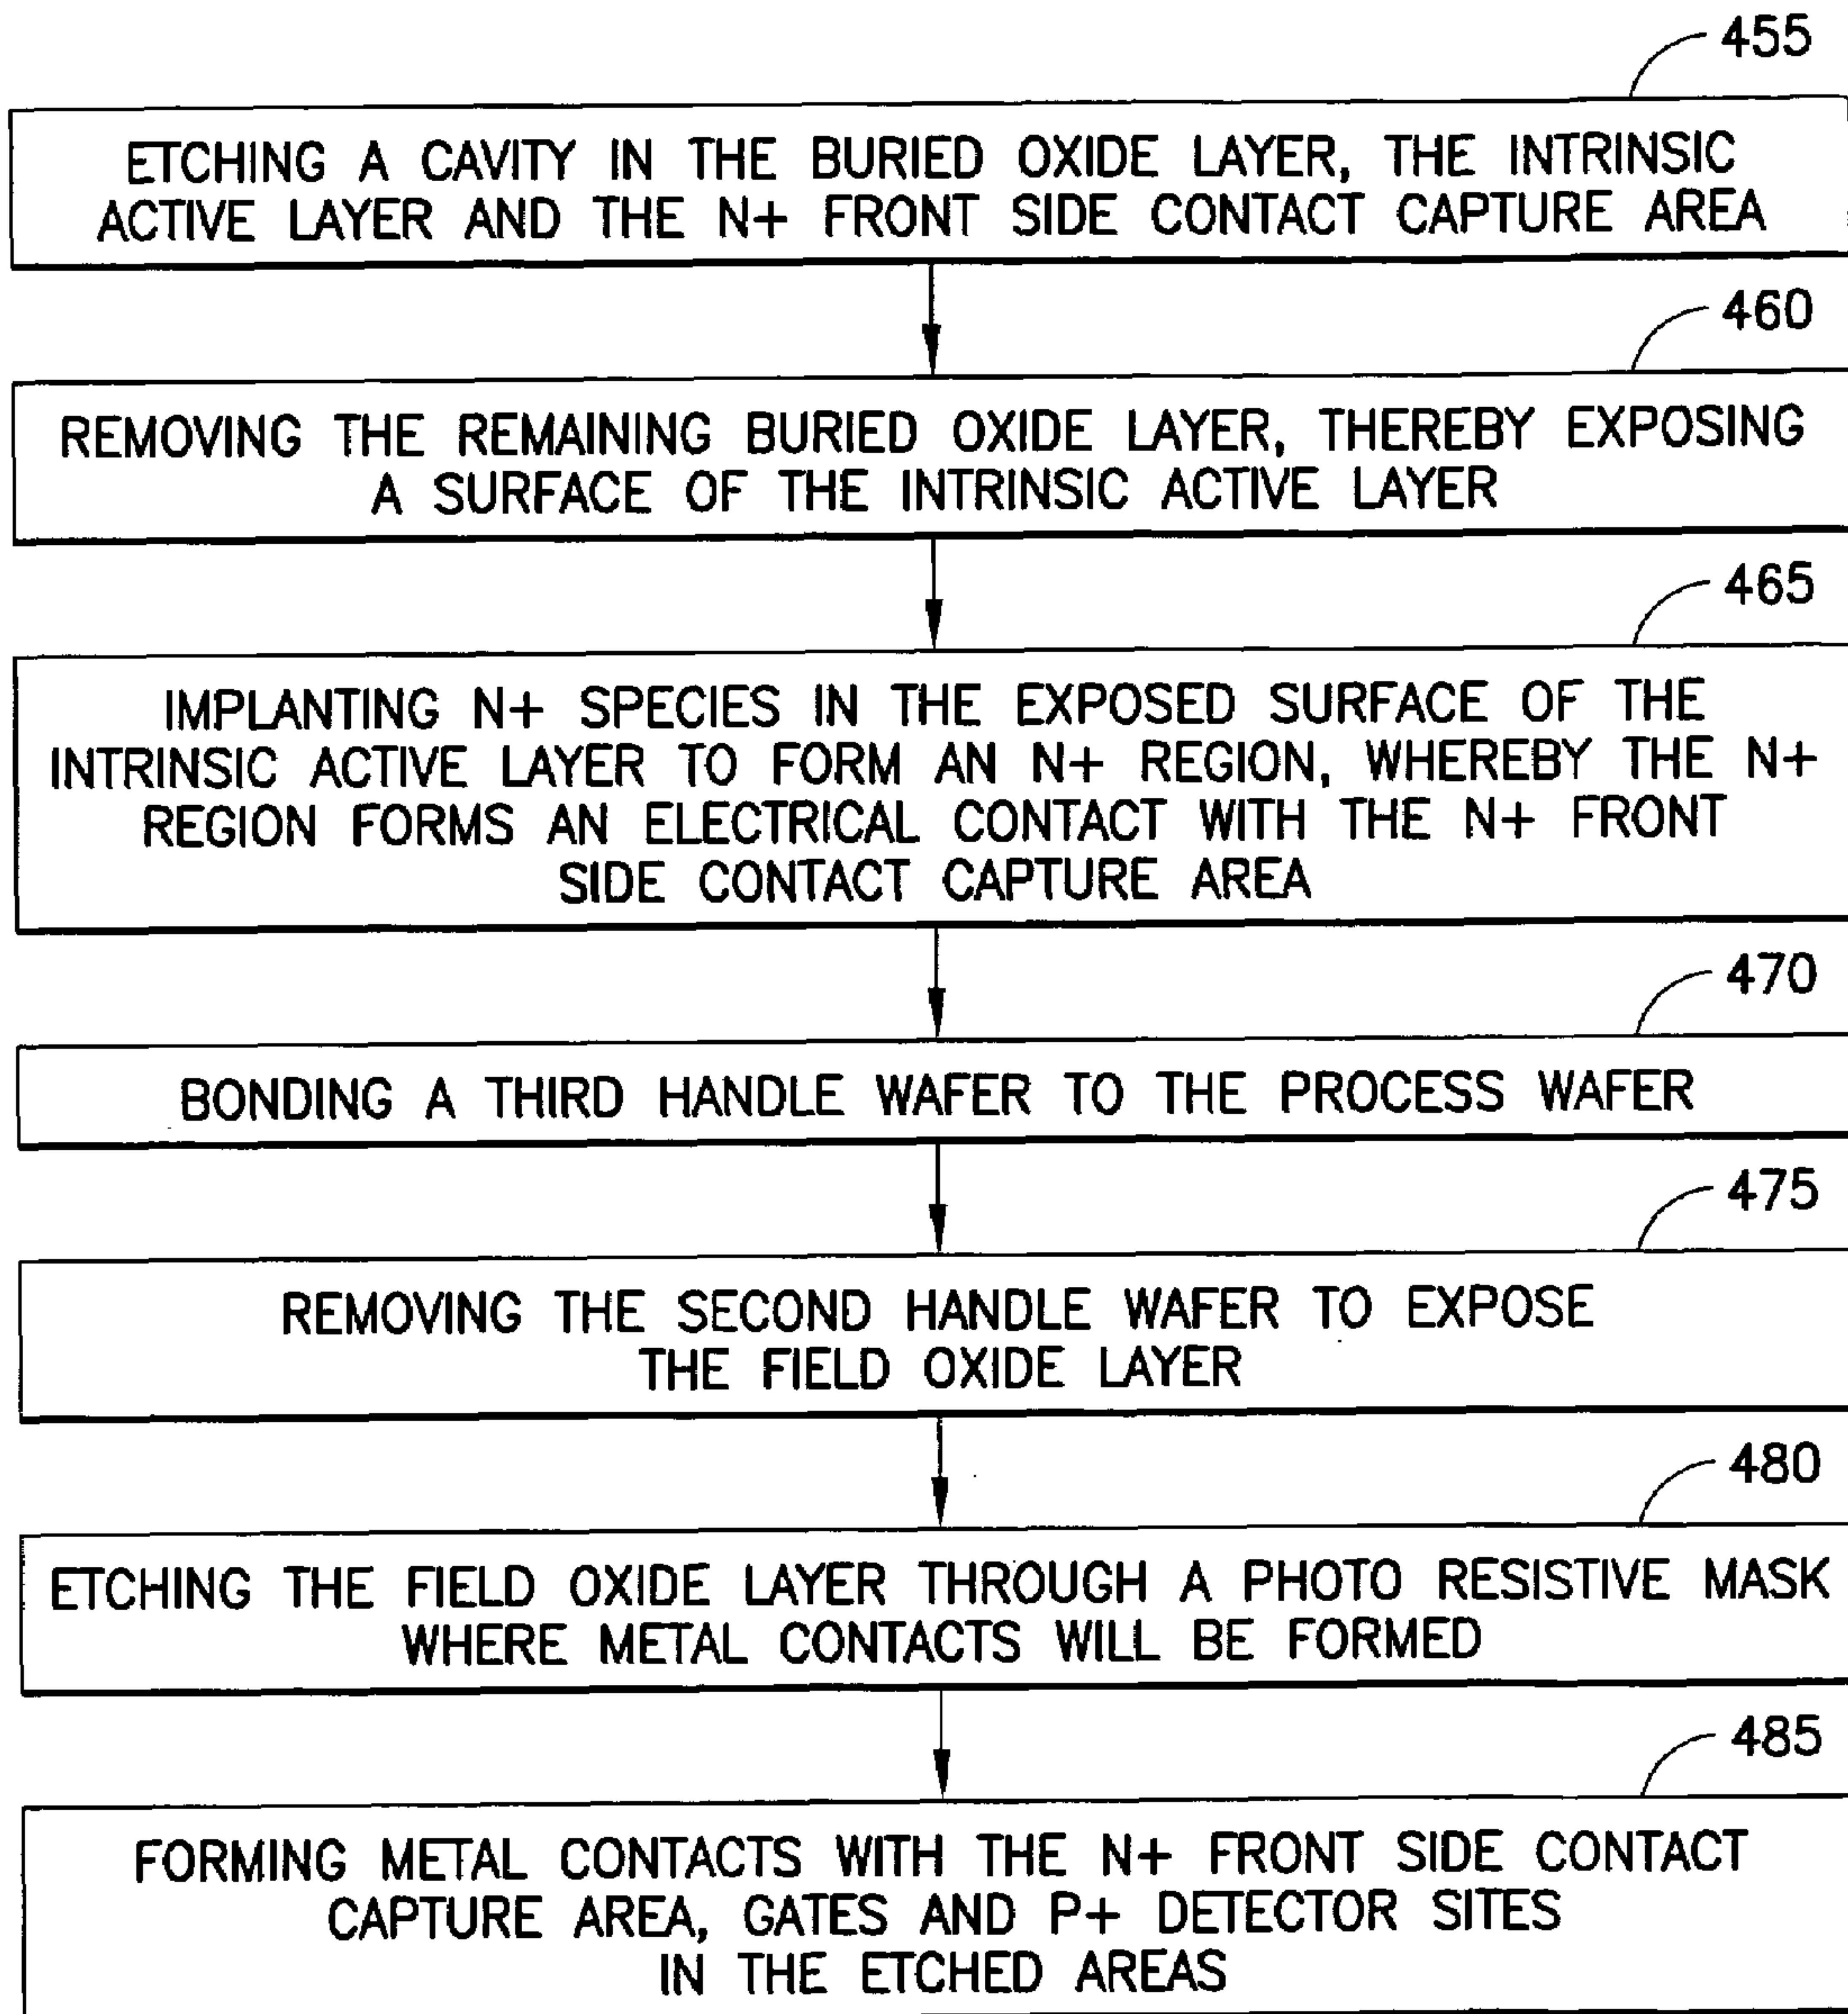 455
ETCHING A CAVITY IN THE BURIED OXIDE LAYER, THE INTRINSIC
ACTIVE LAYER AND THE N+ FRONT SIDE CONTACT CAPTURE AREA
460
REMOVING THE REMAINING BURIED OXIDE LAYER, THEREBY EXPOSING
A SURFACE OF THE INTRINSIC ACTIVE LAYER
465
IMPLANTING N+ SPECIES IN THE EXPOSED SURFACE OF THE
INTRINSIC ACTIVE LAYER TO FORM AN N+ REGION, WHEREBY THE N+
REGION FORMS AN ELECTRICAL CONTACT WITH THE N+ FRONT
SIDE CONTACT CAPTURE AREA
470
BONDING A THIRD HANDLE WAFER TO THE PROCESS WAFER
475
REMOVING THE SECOND HANDLE WAFER TO EXPOSE
THE FIELD OXIDE LAYER
480
ETCHING THE FIELD OXIDE LAYER THROUGH A PHOTO RESISTIVE MASK
WHERE METAL CONTACTS WILL BE FORMED
485
FORMING METAL CONTACTS WITH THE N+ FRONT SIDE CONTACT
CAPTURE AREA, GATES AND P+ DETECTOR SITES
IN THE ETCHED AREAS